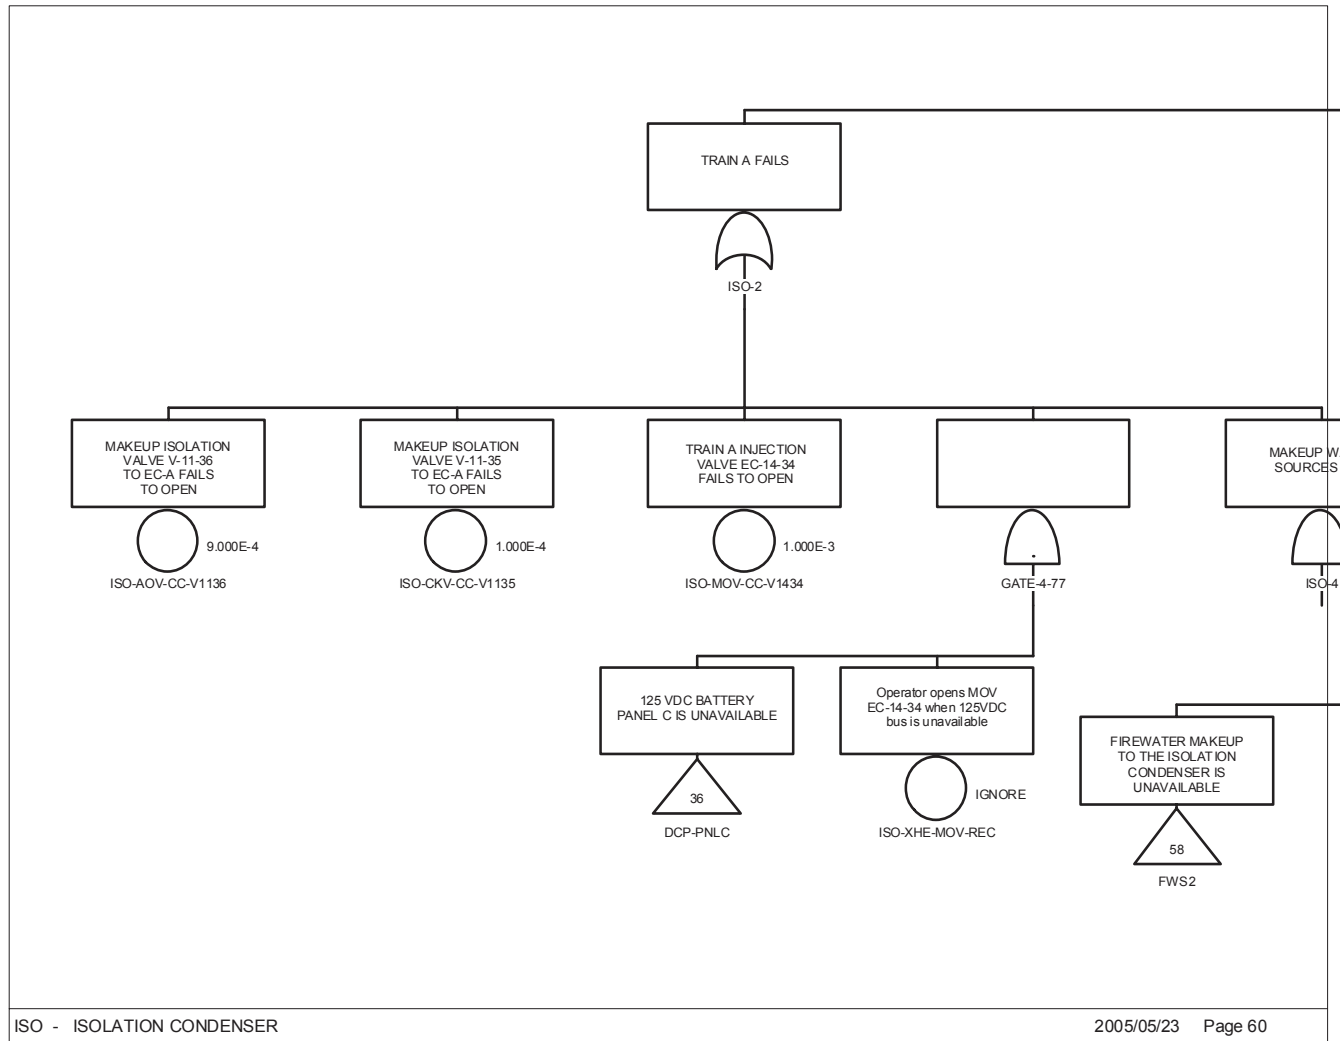 TRAIN A FAILS
ISO-2
MAKEUP ISOLATION
VALVE V-11-36
TO EC-A FAILS
TO OPEN
9.000E-4
ISO-AOV-CC-V1136
MAKEUP ISOLATION
VALVE V-11-35
TO EC-A FAILS
TO OPEN
1.000E-4
ISO-CKV-CC-V1135
TRAIN A INJECTION
VALVE EC-14-34
FAILS TO OPEN
1.000E-3
ISO-MOV-CC-V1434
GATE-4-77
MAKEUP W
SOURCES
ISO-4
125 VDC BATTERY
PANEL C IS UNAVAILABLE
36
DCP-PNLC
Operator opens MOV
EC-14-34 when 125VDC
bus is unavailable
IGNORE
ISO-XHE-MOV-REC
FIREWATER MAKEUP
TO THE ISOLATION
CONDENSER IS
UNAVAILABLE
58
FWS2
ISO - ISOLATION CONDENSER
2005/05/23 Page 60